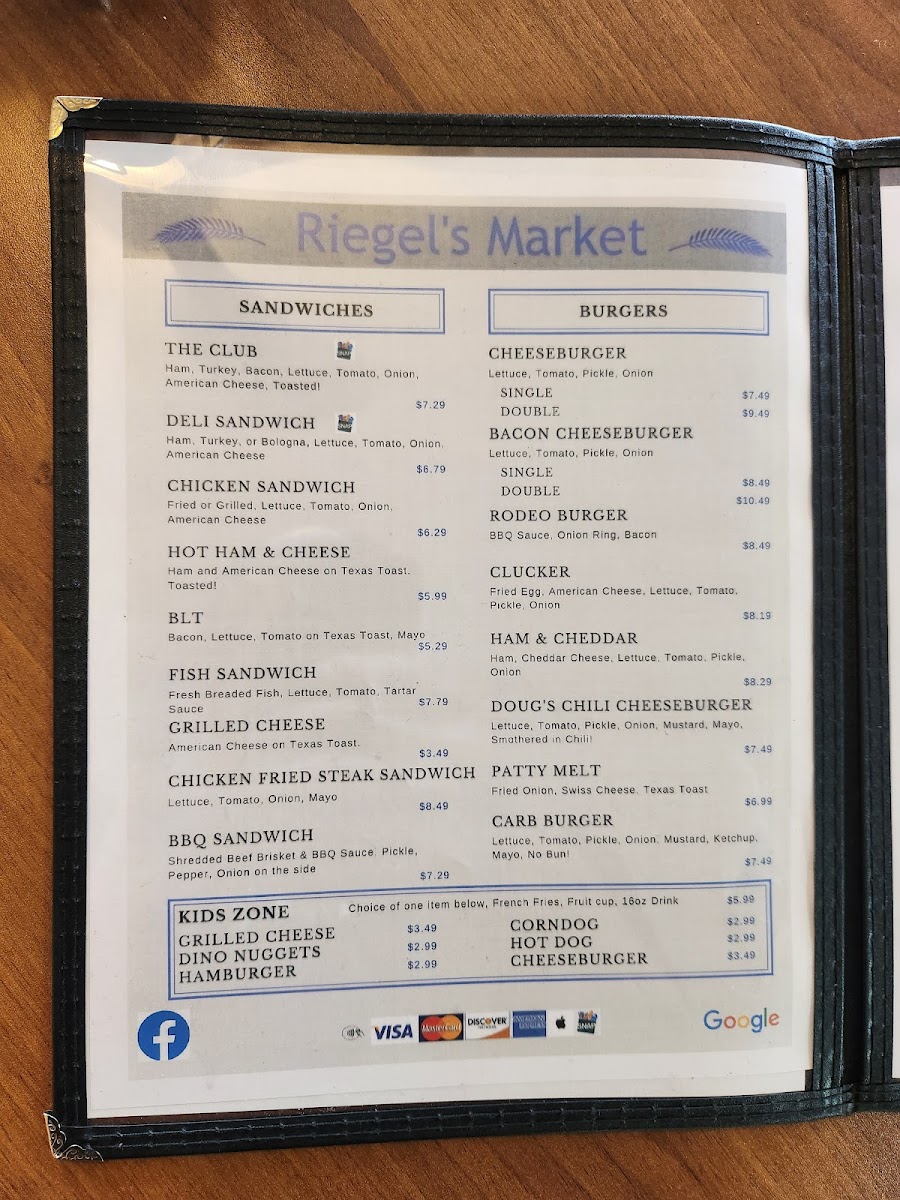 Riegel's Market
SANDWICHES
THE CLUB SNAP
Ham, Turkey, Bacon, Lettuce, Tomato, Onion,
American Cheese, Toasted!
$7.29
DELI SANDWICH SNAP
Ham, Turkey, or Bologna, Lettuce, Tomato, Onion,
American Cheese
$6.79
CHICKEN SANDWICH
Fried or Grilled, Lettuce, Tomato, Onion,
American Cheese
$6.29
HOT HAM & CHEESE
Ham and American Cheese on Texas Toast.
Toasted!
$5.99
BLT
Bacon, Lettuce, Tomato on Texas Toast, Mayo
$5.29
FISH SANDWICH
Fresh Breaded Fish, Lettuce, Tomato, Tartar
Sauce
$7.79
GRILLED CHEESE
American Cheese on Texas Toast.
$3.49
CHICKEN FRIED STEAK SANDWICH
Lettuce, Tomato, Onion, Mayo
$8.49
BBQ SANDWICH
Shredded Beef Brisket & BBQ Sauce, Pickle,
Pepper, Onion on the side
$7.29
BURGERS
CHEESEBURGER
Lettuce, Tomato, Pickle, Onion
SINGLE $7.49
DOUBLE $9.49
BACON CHEESEBURGER
Lettuce, Tomato, Pickle, Onion
SINGLE $8.49
DOUBLE $10.49
RODEO BURGER
BBQ Sauce, Onion Ring, Bacon
$8.49
CLUCKER
Fried Egg, American Cheese, Lettuce, Tomato,
Pickle, Onion
$8.19
HAM & CHEDDAR
Ham, Cheddar Cheese, Lettuce, Tomato, Pickle,
Onion
$8.29
DOUG'S CHILI CHEESEBURGER
Lettuce, Tomato, Pickle, Onion, Mustard, Mayo,
Smothered in Chili!
$7.49
PATTY MELT
Fried Onion, Swiss Cheese, Texas Toast
$6.99
CARB BURGER
Lettuce, Tomato, Pickle, Onion, Mustard, Ketchup,
Mayo, No Bun!
$7.49
KIDS ZONE Choice of one item below, French Fries, Fruit cup, 16oz Drink $5.99
GRILLED CHEESE $3.49
DINO NUGGETS $2.99
HAMBURGER $2.99
CORNDOG $2.99
HOT DOG $2.99
CHEESEBURGER $3.49
f VISA MasterCard DISCOVER NETWORK AMERICAN EXPRESS SNAP Google